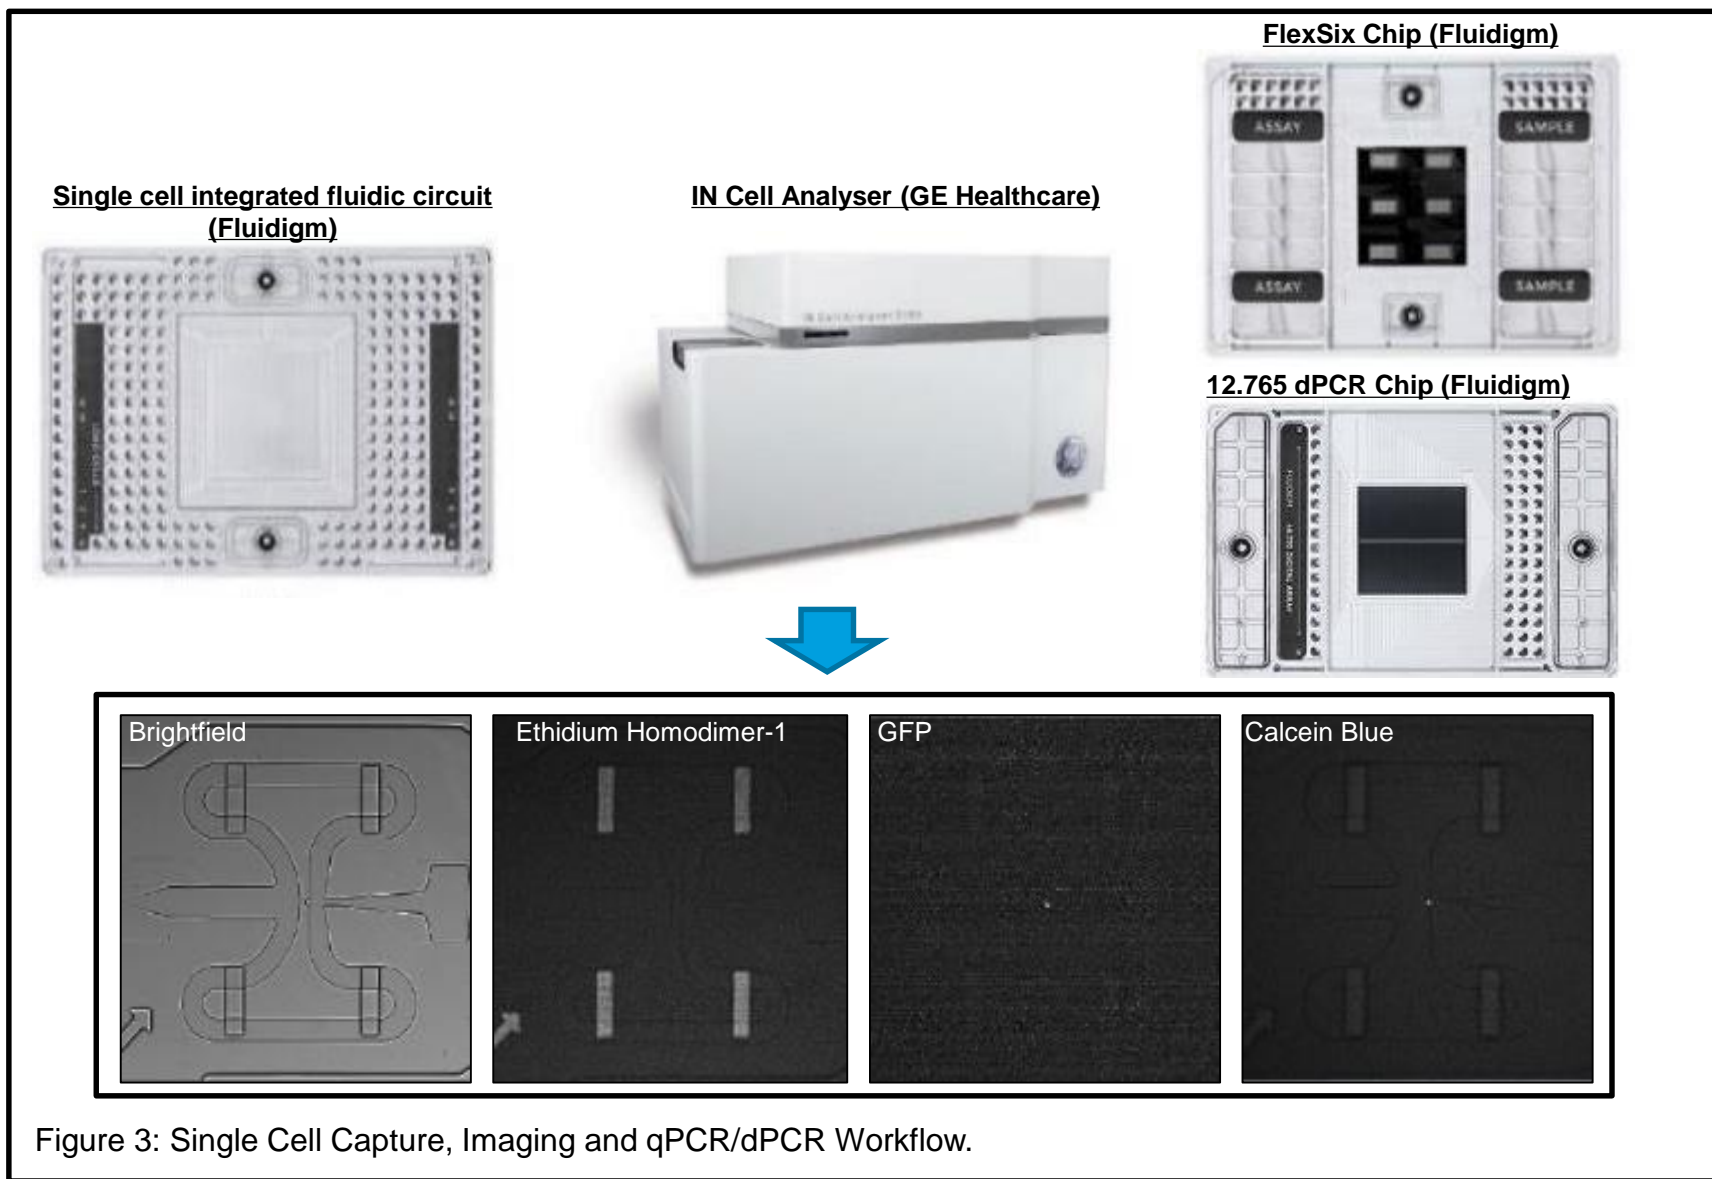 FlexSix Chip (Fluidigm)
ASSAY
SAMPLE
ASSAY
SAMPLE
Single cell integrated fluidic circuit
(Fluidigm)
IN Cell Analyser (GE Healthcare)
12.765 dPCR Chip (Fluidigm)
Brightfield
Ethidium Homodimer-1
GFP
Calcein Blue
Figure 3: Single Cell Capture, Imaging and qPCR/dPCR Workflow.